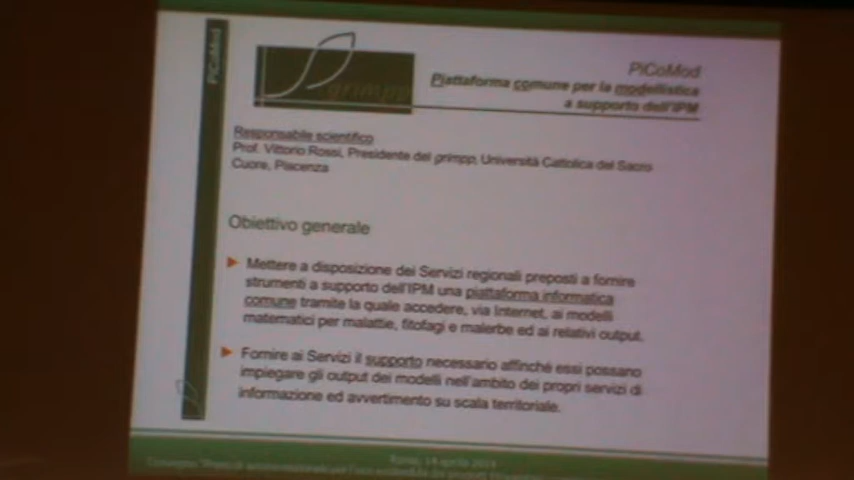 PiCoMod
PiCoMod
Piattaforma comune per la modellistica
a supporto dell'IPM
grimpp
Responsabile scientifico
Prof. Vittorio Rossi, Presidente del grimpp, Università Cattolica del Sacro
Cuore, Piacenza
Obiettivo generale
Mettere a disposizione dei Servizi regionali preposti a fornire
strumenti a supporto dell'IPM una piattaforma informatica
comune tramite la quale accedere, via Internet, ai modelli
matematici per malattie, fitofagi e malerbe ed ai relativi output.
Fornire ai Servizi il supporto necessario affinché essi possano
impiegare gli output dei modelli nell'ambito dei propri servizi di
informazione ed avvertimento su scala territoriale.